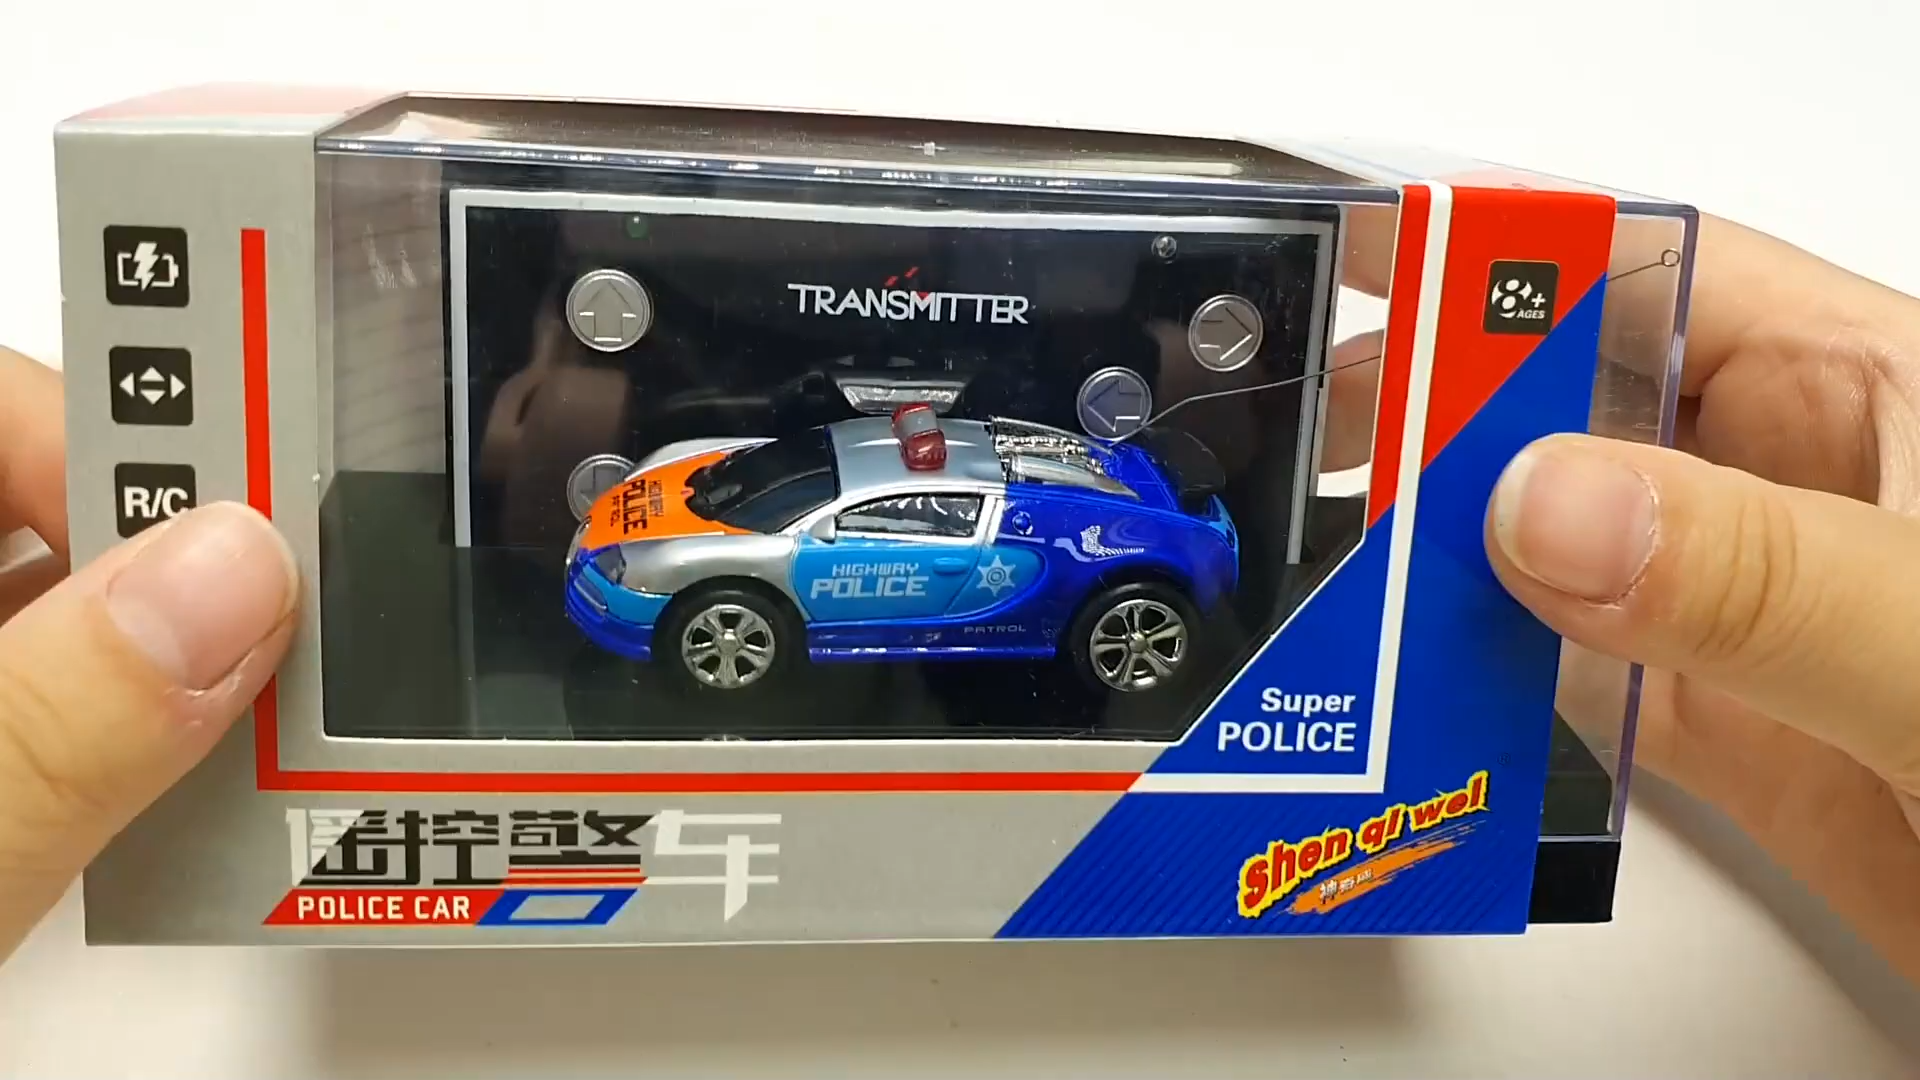 TRANSMITTER
8+
AGES
R/C
POLICE
HIGHWAY
POLICE
PATROL
Super
POLICE
遥控警车
POLICE CAR
Shen qi wei
神奇威